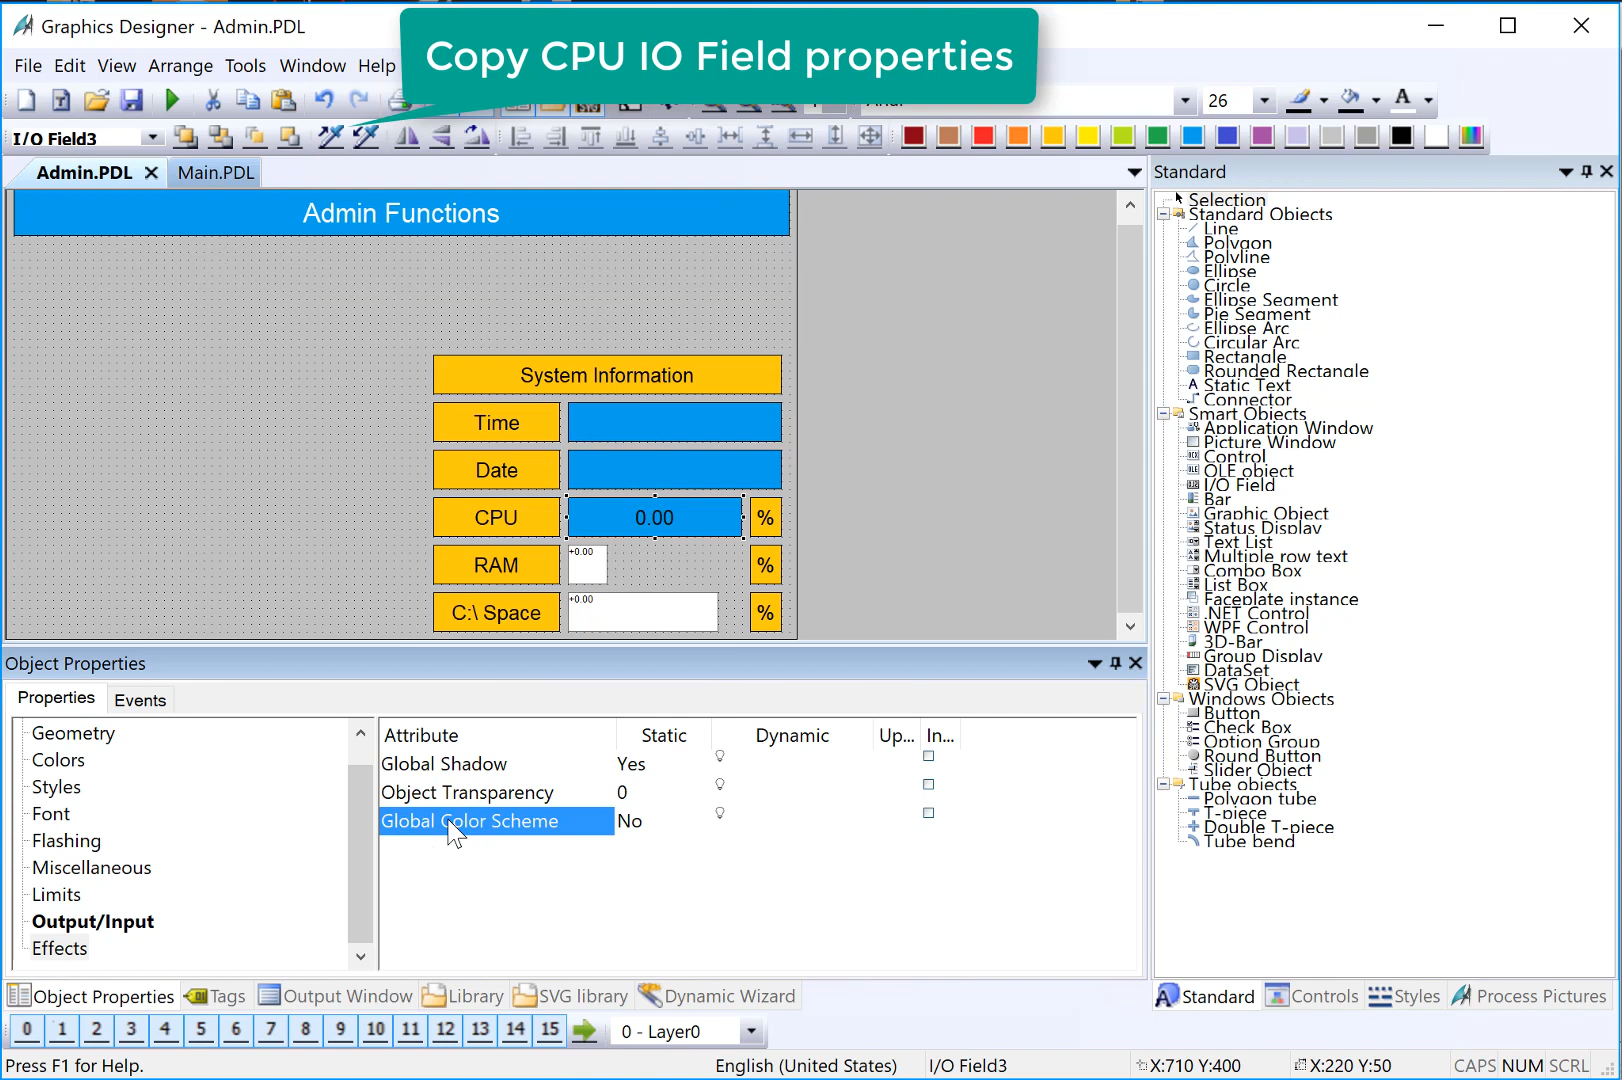 Graphics Designer - Admin.PDL
Copy CPU IO Field properties
File Edit View Arrange Tools Window Help
26 A
I/O Field3
Admin.PDL Main.PDL
Admin Functions
System Information
Time
Date
CPU 0.00 %
RAM +0.00 %
C:\ Space +0.00 %
Object Properties
Properties Events
Geometry
Colors
Styles
Font
Flashing
Miscellaneous
Limits
Output/Input
Effects
Attribute Static Dynamic Up... In...
Global Shadow Yes
Object Transparency 0
Global Color Scheme No
Standard
Selection
Standard Objects
Line
Polygon
Polyline
Ellipse
Circle
Ellipse Segment
Pie Segment
Ellipse Arc
Circular Arc
Rectangle
Rounded Rectangle
Static Text
Connector
Smart Objects
Application Window
Picture Window
Control
OLE object
I/O Field
Bar
Graphic Object
Status Display
Text List
Multiple row text
Combo Box
List Box
Faceplate instance
.NET Control
WPF Control
3D-Bar
Group Display
DataSet
SVG Object
Windows Objects
Button
Check Box
Option Group
Round Button
Slider Object
Tube objects
Polygon tube
T-piece
Double T-piece
Tube bend
Object Properties Tags Output Window Library SVG library Dynamic Wizard
Standard Controls Styles Process Pictures
0 1 2 3 4 5 6 7 8 9 10 11 12 13 14 15 0 - Layer0
Press F1 for Help. English (United States) I/O Field3 X:710 Y:400 X:220 Y:50 CAPS NUM SCRL